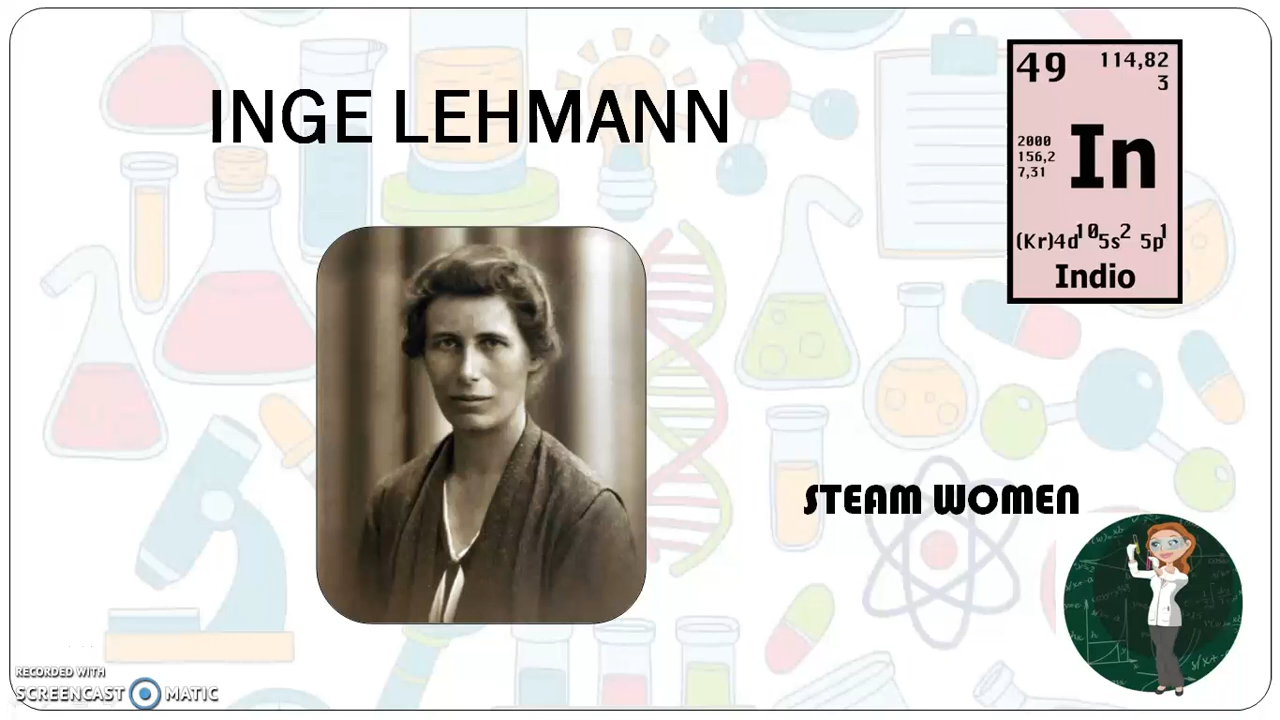 INGE LEHMANN
49
114,82
3
2000
156,2
7,31
In
(Kr)4d¹⁰5s² 5p¹
Indio
STEAM WOMEN
RECORDED WITH
SCREENCAST MATIC